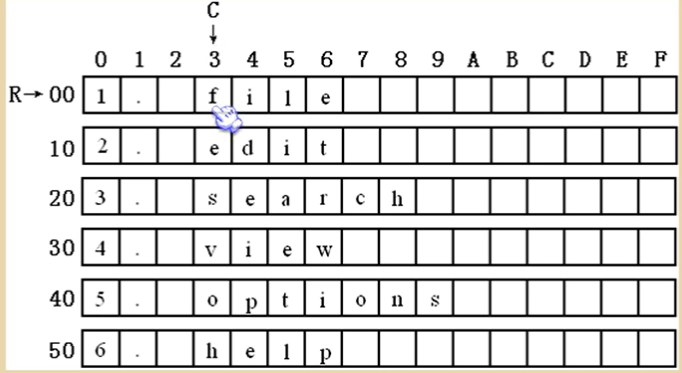 C
↓
0 1 2 3 4 5 6 7 8 9 A B C D E F
R→ 00 1 . f i l e
10 2 . e d i t
20 3 . s e a r c h
30 4 . v i e w
40 5 . o p t i o n s
50 6 . h e l p